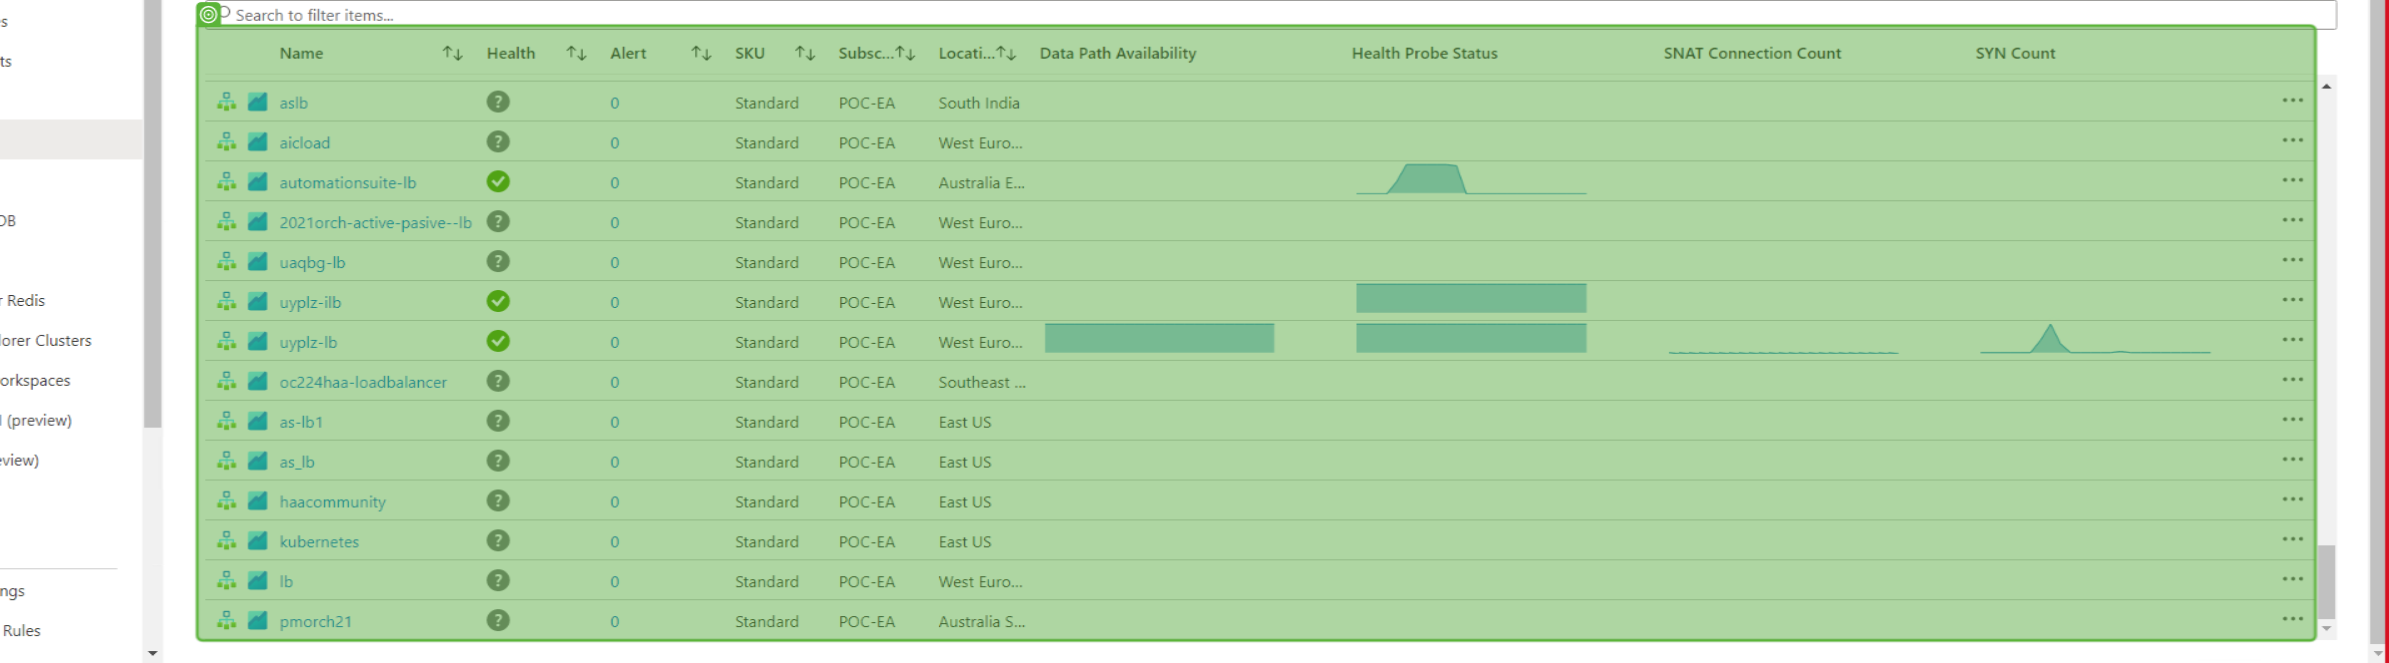 s
ts
OB
r Redis
lorer Clusters
orkspaces
l (preview)
eview)
ngs
Rules
Search to filter items...
Name Health Alert SKU Subsc... Locati... Data Path Availability Health Probe Status SNAT Connection Count SYN Count
aslb 0 Standard POC-EA South India ...
aicload 0 Standard POC-EA West Euro... ...
automationsuite-lb 0 Standard POC-EA Australia E... ...
2021orch-active-pasive--lb 0 Standard POC-EA West Euro... ...
uaqbg-lb 0 Standard POC-EA West Euro... ...
uyplz-ilb 0 Standard POC-EA West Euro... ...
uyplz-lb 0 Standard POC-EA West Euro... ...
oc224haa-loadbalancer 0 Standard POC-EA Southeast ... ...
as-lb1 0 Standard POC-EA East US ...
as_lb 0 Standard POC-EA East US ...
haacommunity 0 Standard POC-EA East US ...
kubernetes 0 Standard POC-EA East US ...
lb 0 Standard POC-EA West Euro... ...
pmorch21 0 Standard POC-EA Australia S... ...